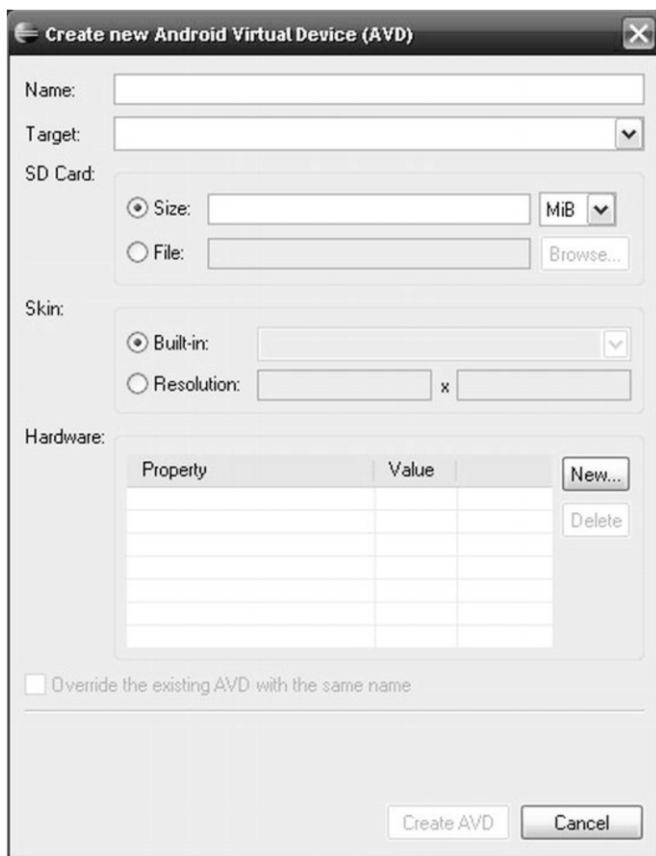 Create new Android Virtual Device (AVD)
Name:
Target:
SD Card:
Size:
MiB
File:
Browse...
Skin:
Built-in:
Resolution:
x
Hardware:
Property Value
New...
Delete
Override the existing AVD with the same name
Create AVD
Cancel